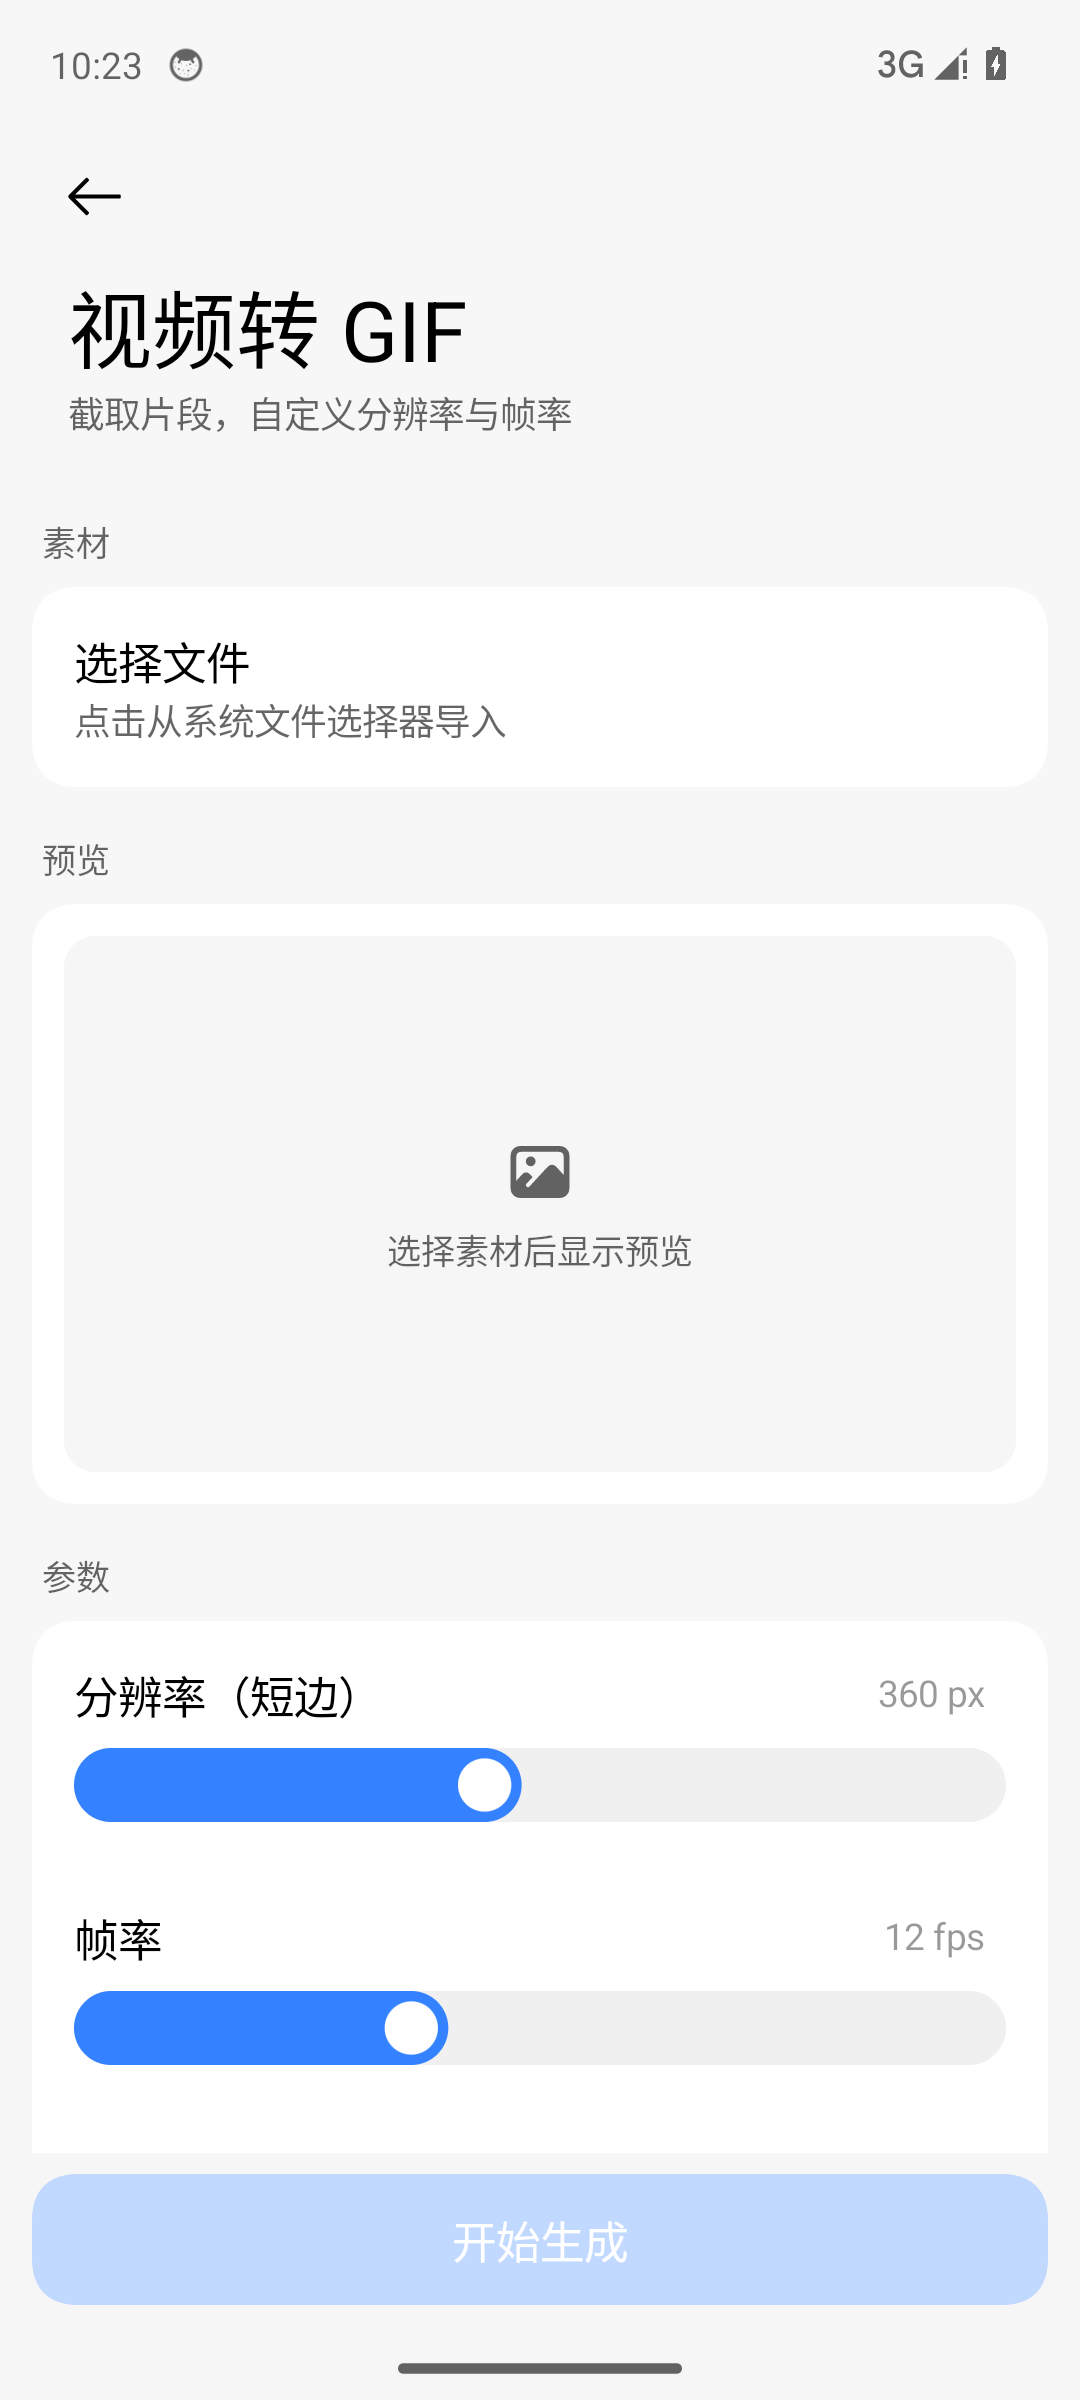 10:23
3G
视频转 GIF
截取片段，自定义分辨率与帧率
素材
选择文件
点击从系统文件选择器导入
预览
选择素材后显示预览
参数
分辨率（短边）
360 px
帧率
12 fps
开始生成